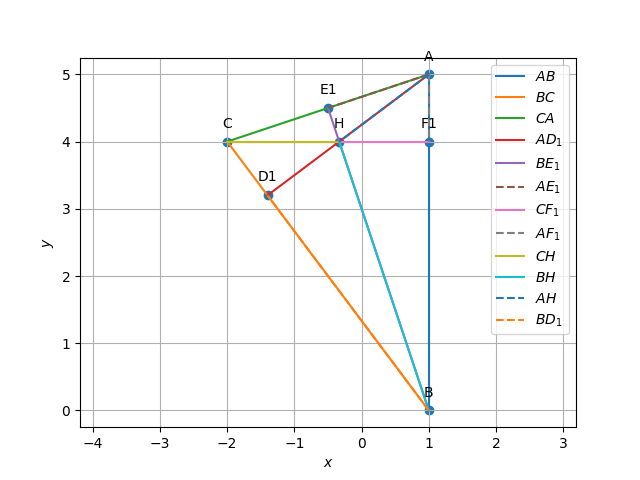 A
5
E1
C
H
F1
4
D1
3
y
2
1
B
0
−4
−3
−2
−1
0
1
2
3
x
AB
BC
CA
AD₁
BE₁
AE₁
CF₁
AF₁
CH
BH
AH
BD₁